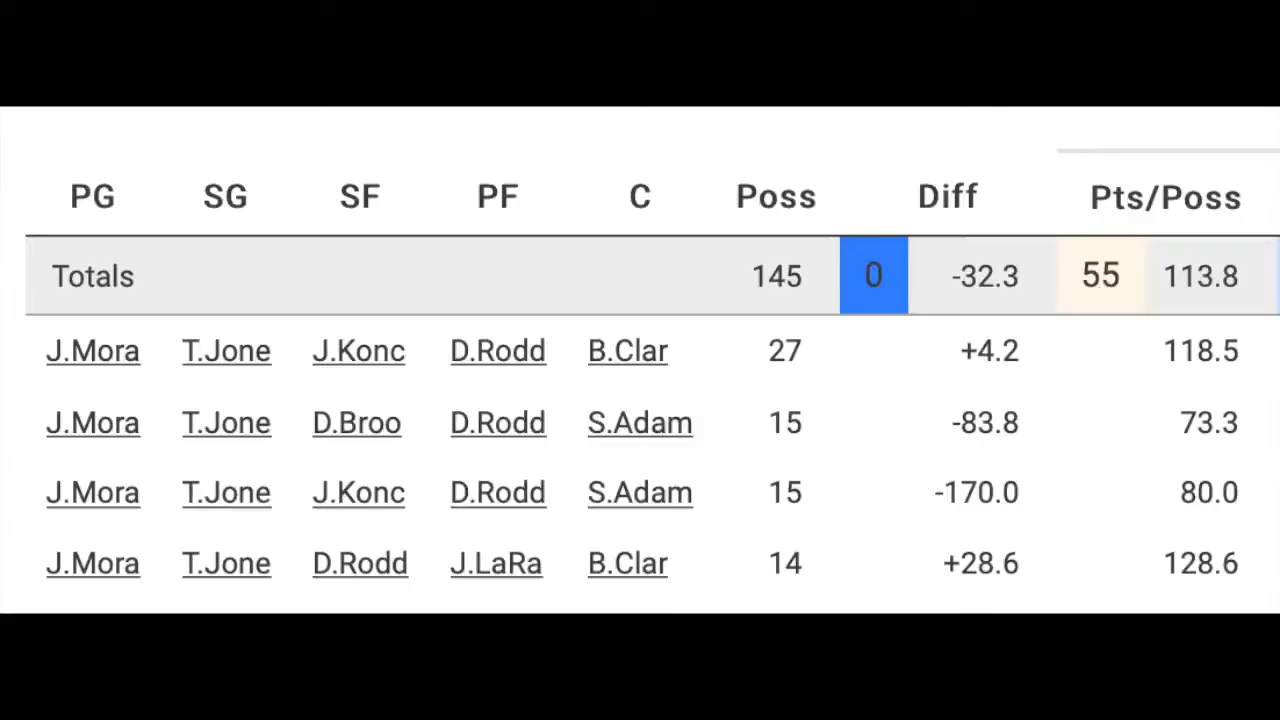 PG SG SF PF C Poss Diff Pts/Poss
Totals 145 0 -32.3 55 113.8
J.Mora T.Jone J.Konc D.Rodd B.Clar 27 +4.2 118.5
J.Mora T.Jone D.Broo D.Rodd S.Adam 15 -83.8 73.3
J.Mora T.Jone J.Konc D.Rodd S.Adam 15 -170.0 80.0
J.Mora T.Jone D.Rodd J.LaRa B.Clar 14 +28.6 128.6